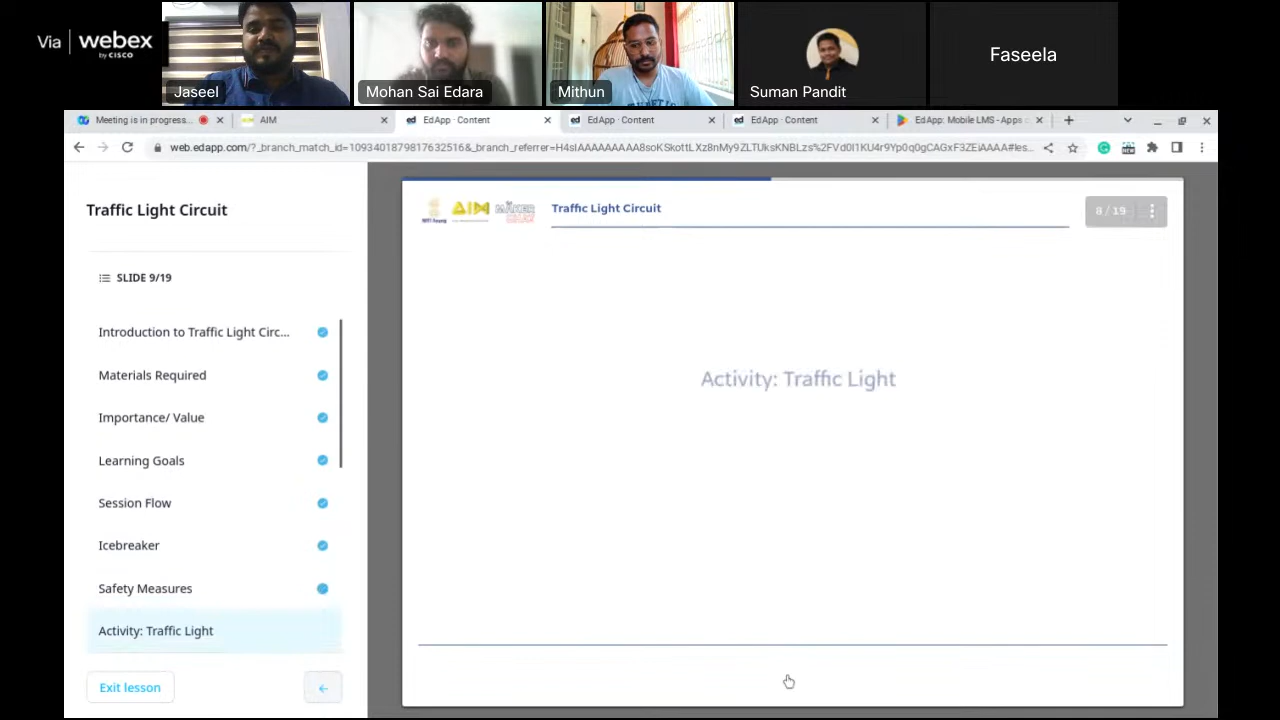 Via | webex
by CISCO
Jaseel
Mohan Sai Edara
Mithun
Suman Pandit
Faseela
Meeting is in progress...
AIM
EdApp · Content
EdApp · Content
EdApp · Content
EdApp: Mobile LMS - Apps
Traffic Light Circuit
SLIDE 9/19
Introduction to Traffic Light Circ...
Materials Required
Importance/ Value
Learning Goals
Session Flow
Icebreaker
Safety Measures
Activity: Traffic Light
Exit lesson
AIM
MAKER
Traffic Light Circuit
8 / 19
Activity: Traffic Light